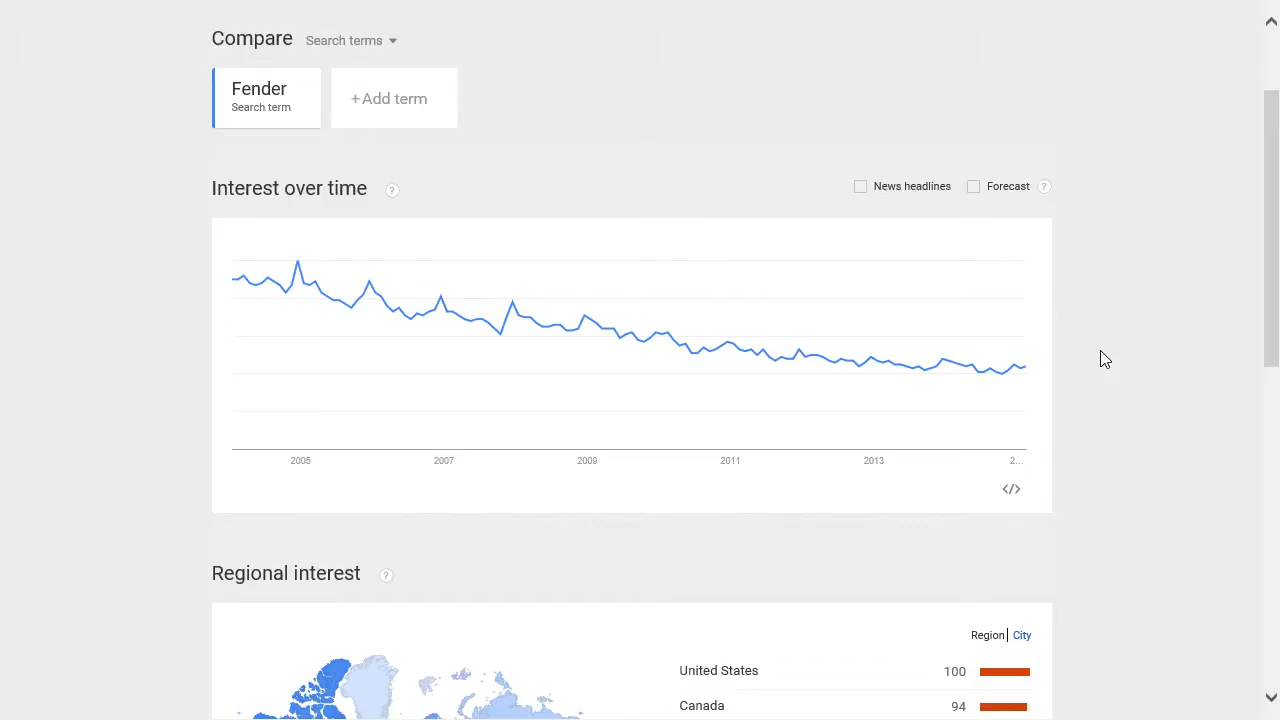 Compare Search terms
Fender
Search term
+Add term
Interest over time ?
News headlines Forecast ?
2005 2007 2009 2011 2013 2...
</>
Regional interest ?
Region City
United States 100
Canada 94